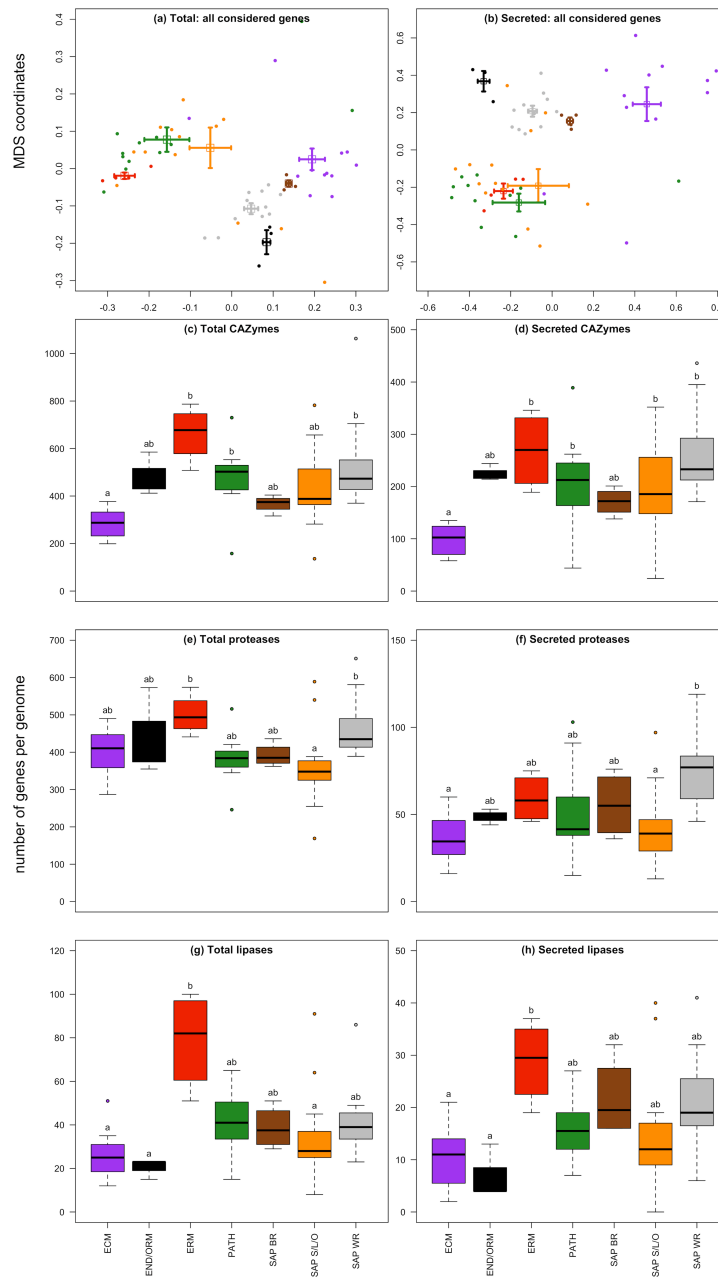 (a) Total: all considered genes
(b) Secreted: all considered genes
MDS coordinates
0.4
0.3
0.2
0.1
0.0
-0.1
-0.2
-0.3
0.6
0.4
0.2
0.0
-0.2
-0.4
-0.6
-0.3 -0.2 -0.1 0.0 0.1 0.2 0.3
-0.6 -0.4 -0.2 0.0 0.2 0.4 0.6 0.8
(c) Total CAZymes
(d) Secreted CAZymes
1000
800
600
400
200
0
a ab b b ab ab b
500
400
300
200
100
0
a ab b b ab b b
number of genes per genome
(e) Total proteases
(f) Secreted proteases
700
600
500
400
300
200
100
0
ab ab b ab ab a b
150
100
50
0
a ab ab ab ab a b
(g) Total lipases
(h) Secreted lipases
120
100
80
60
40
20
0
a a b ab ab ab ab
50
40
30
20
10
0
a a b ab ab ab ab
ECM END/ORM ERM PATH SAP BR SAP S/L/O SAP WR
ECM END/ORM ERM PATH SAP BR SAP S/L/O SAP WR